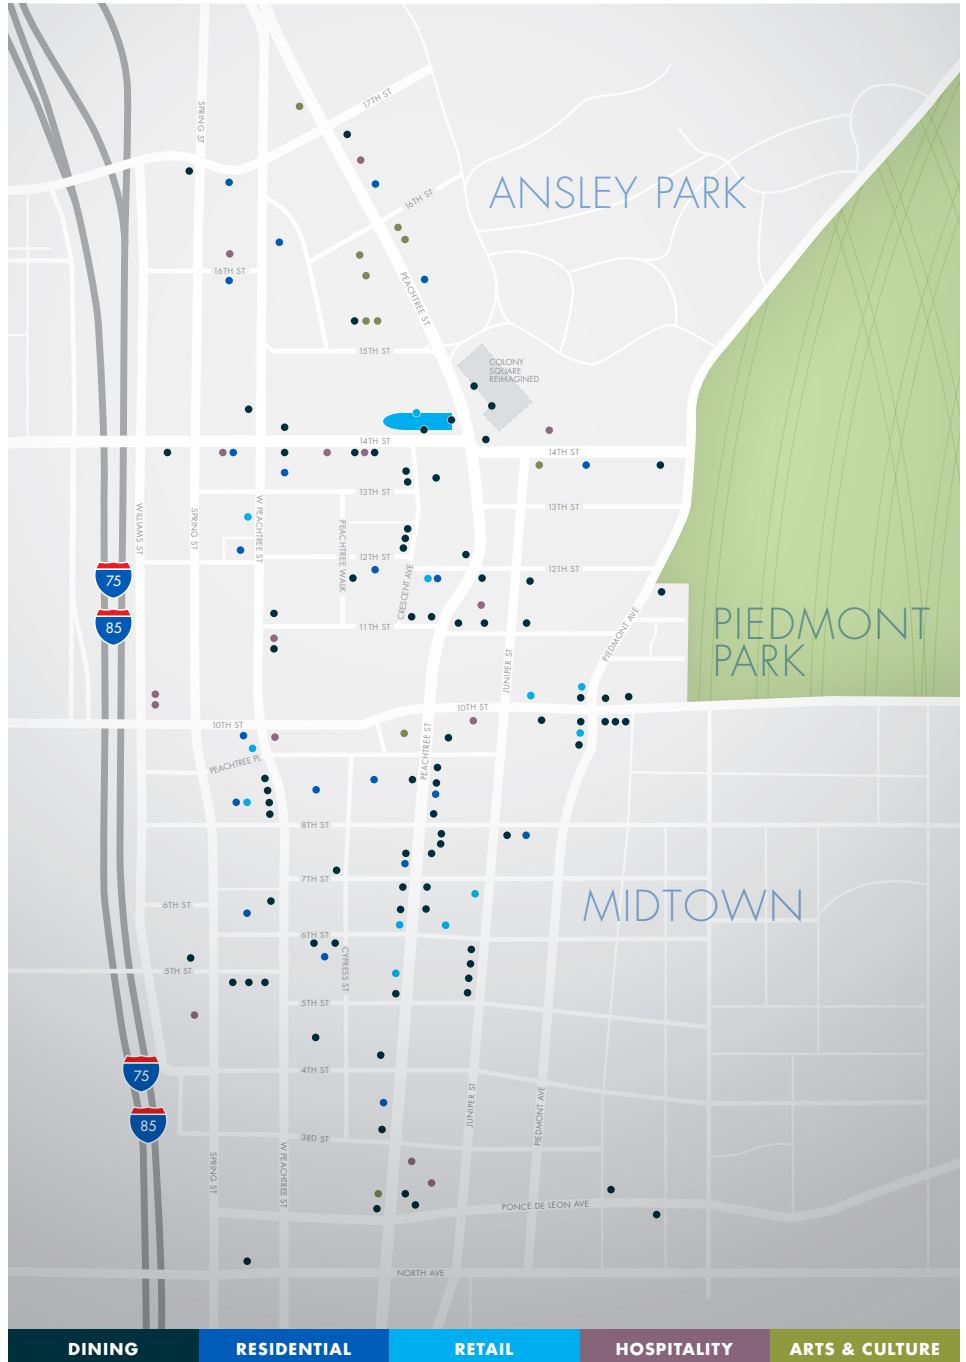 17TH ST
SPRING ST
ANSLEY PARK
16TH ST
16TH ST
PEACHTREE ST
15TH ST
COLONY
SQUARE
REIMAGINED
14TH ST
14TH ST
13TH ST
13TH ST
WILLIAMS ST
SPRING ST
W PEACHTREE ST
PEACHTREE WALK
12TH ST
12TH ST
CRESCENT AVE
75
85
11TH ST
PIEDMONT AVE
PIEDMONT
PARK
JUNIPER ST
10TH ST
10TH ST
PEACHTREE ST
PEACHTREE PL
8TH ST
7TH ST
MIDTOWN
6TH ST
6TH ST
CYPRESS ST
5TH ST
5TH ST
75
4TH ST
JUNIPER ST
PIEDMONT AVE
85
3RD ST
SPRING ST
W PEACHTREE ST
PONCE DE LEON AVE
NORTH AVE
DINING
RESIDENTIAL
RETAIL
HOSPITALITY
ARTS & CULTURE